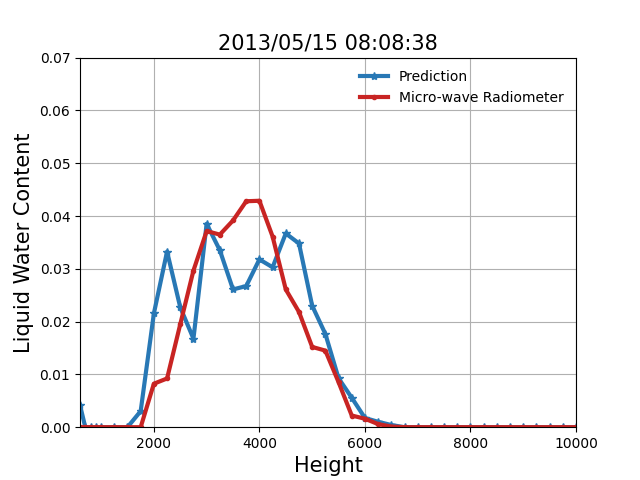 2013/05/15 08:08:38
Prediction
Micro-wave Radiometer
Liquid Water Content
0.07
0.06
0.05
0.04
0.03
0.02
0.01
0.00
2000 4000 6000 8000 10000
Height